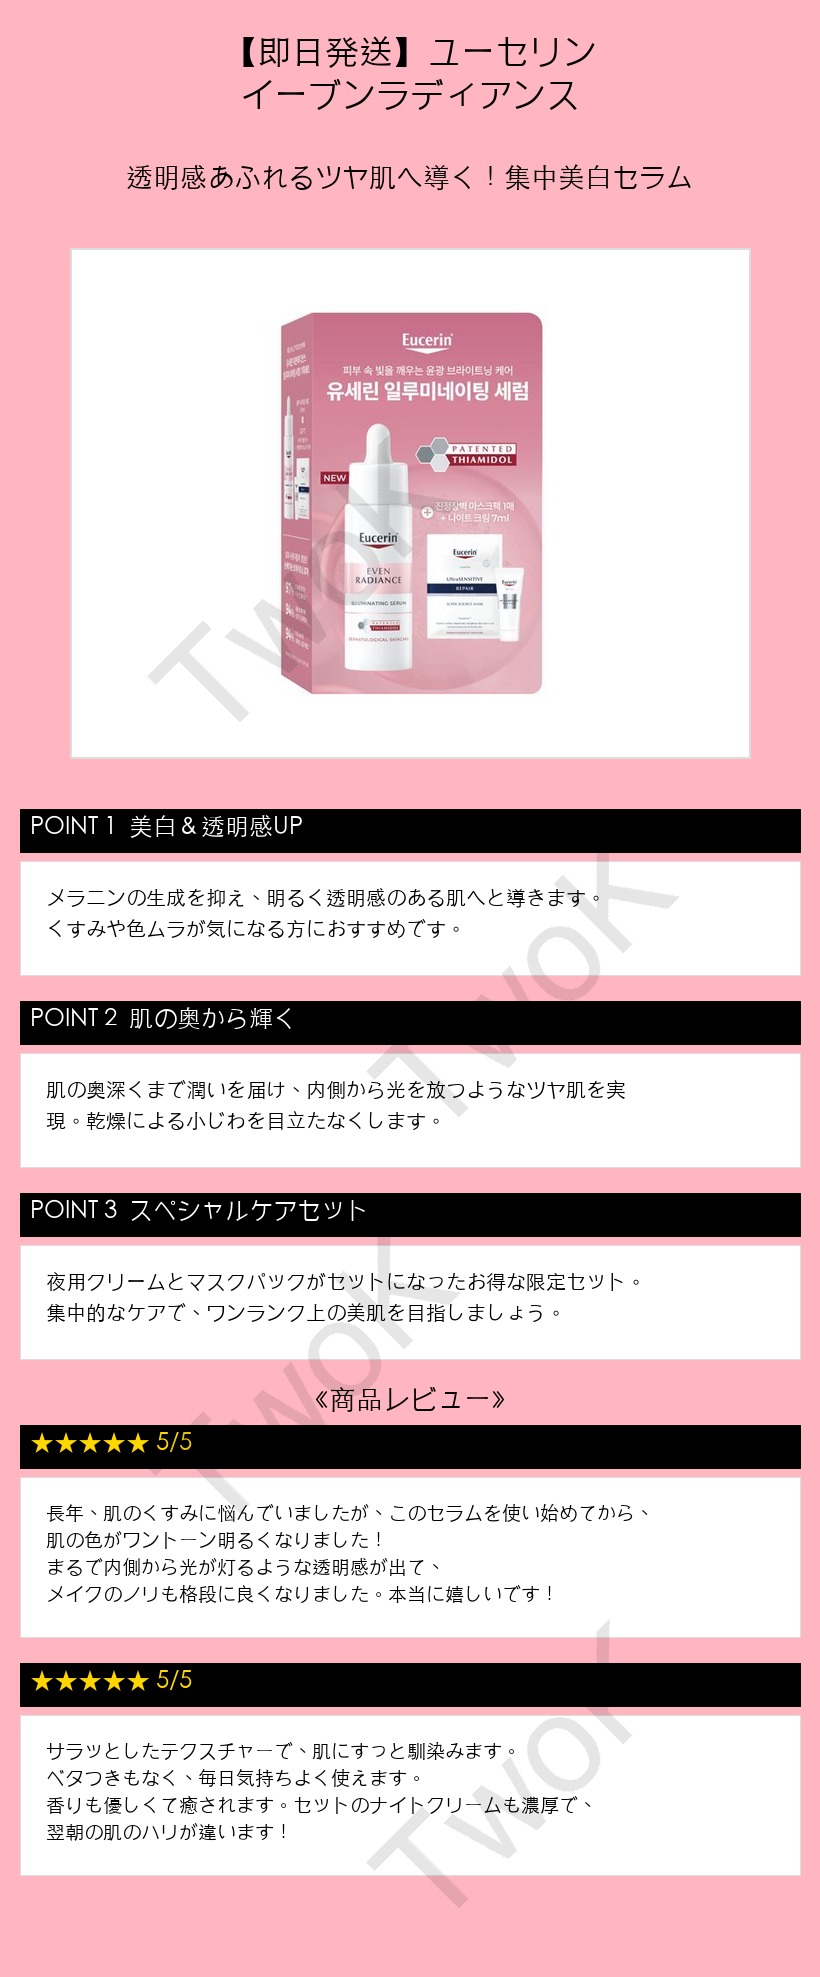 【即日発送】ユーセリン
イーブンラディアンス
透明感あふれるツヤ肌へ導く！集中美白セラム
Eucerin
피부 속 빛을 깨우는 윤광 브라이트닝 케어
유세린 일루미네이팅 세럼
PATENTED
THIAMIDOL
NEW
진정장벽 마스크팩 1매
+ 나이트 크림 7ml
Eucerin
EVEN
RADIANCE
ILLUMINATING SERUM
THIAMIDOL
DERMATOLOGICAL SKINCARE
Eucerin
UltraSENSITIVE
REPAIR
Eucerin
TwoK
POINT 1 美白＆透明感UP
メラニンの生成を抑え、明るく透明感のある肌へと導きます。
くすみや色ムラが気になる方におすすめです。
TwoK
POINT 2 肌の奥から輝く
肌の奥深くまで潤いを届け、内側から光を放つようなツヤ肌を実
現。乾燥による小じわを目立たなくします。
POINT 3 スペシャルケアセット
夜用クリームとマスクパックがセットになったお得な限定セット。
集中的なケアで、ワンランク上の美肌を目指しましょう。
TwoK
《商品レビュー》
★★★★★ 5/5
長年、肌のくすみに悩んでいましたが、このセラムを使い始めてから、
肌の色がワントーン明るくなりました！
まるで内側から光が灯るような透明感が出て、
メイクのノリも格段に良くなりました。本当に嬉しいです！
★★★★★ 5/5
サラッとしたテクスチャーで、肌にすっと馴染みます。
ベタつきもなく、毎日気持ちよく使えます。
香りも優しくて癒されます。セットのナイトクリームも濃厚で、
翌朝の肌のハリが違います！
TwoK